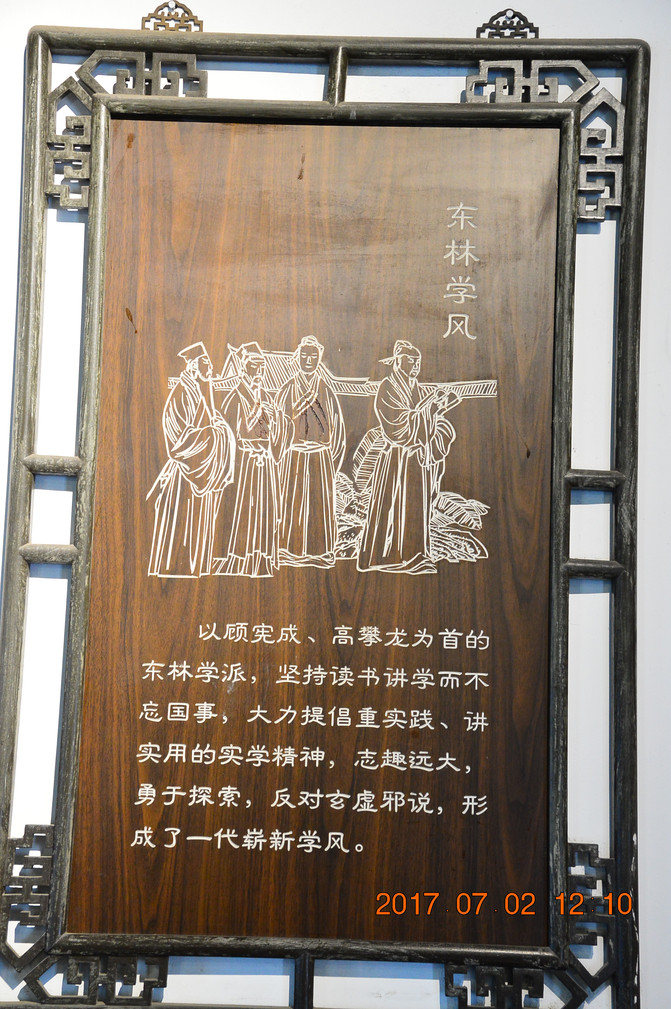 东林学风
以顾宪成、高攀龙为首的
东林学派，坚持读书讲学而不
忘国事，大力提倡重实践、讲
实用的实学精神，志趣远大，
勇于探索，反对玄虚邪说，形
成了一代崭新学风。
2017.07.02 12:10